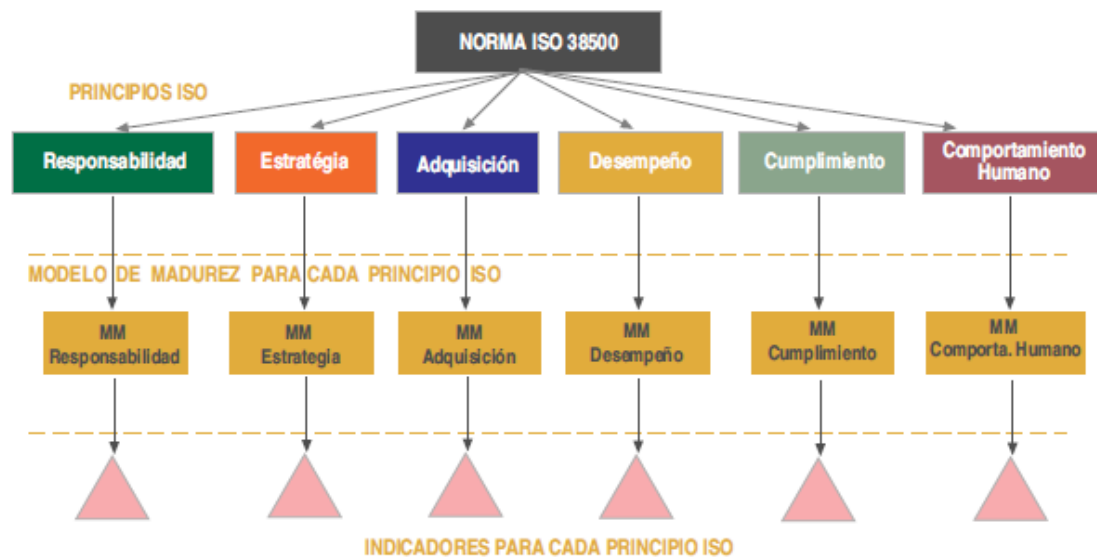 NORMA ISO 38500
PRINCIPIOS ISO
Responsabilidad
Estratégia
Adquisición
Desempeño
Cumplimiento
Comportamiento
Humano
MODELO DE MADUREZ PARA CADA PRINCIPIO ISO
MM
Responsabilidad
MM
Estrategia
MM
Adquisición
MM
Desempeño
MM
Cumplimiento
MM
Comporta. Humano
INDICADORES PARA CADA PRINCIPIO ISO